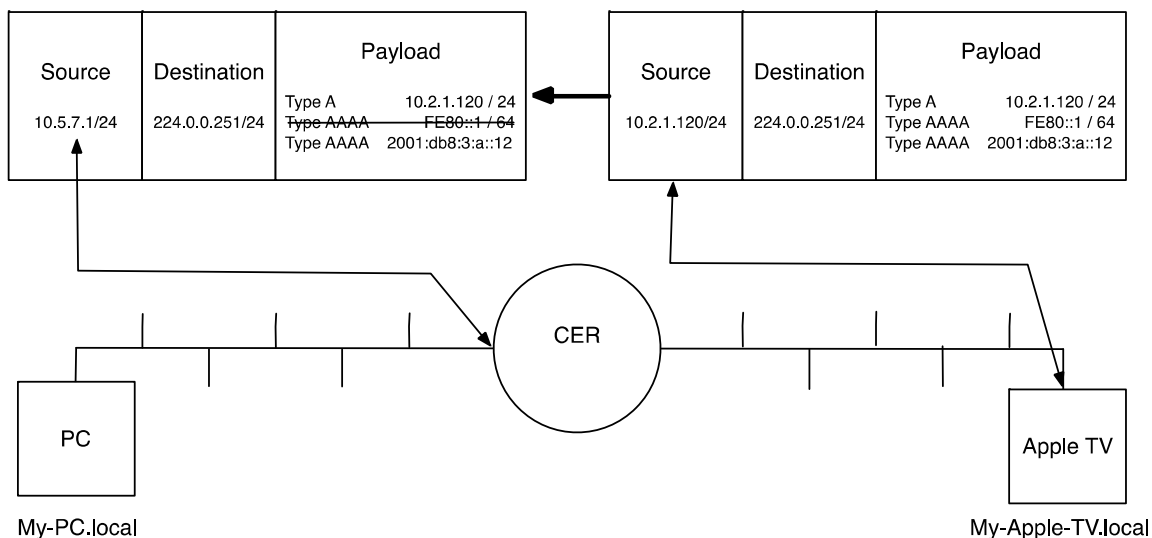 Source
Destination
Payload
10.5.7.1/24
224.0.0.251/24
Type A 10.2.1.120 / 24
Type AAAA FE80::1 / 64
Type AAAA 2001:db8:3:a::12
Source
Destination
Payload
10.2.1.120/24
224.0.0.251/24
Type A 10.2.1.120 / 24
Type AAAA FE80::1 / 64
Type AAAA 2001:db8:3:a::12
CER
PC
Apple TV
My-PC.local
My-Apple-TV.local